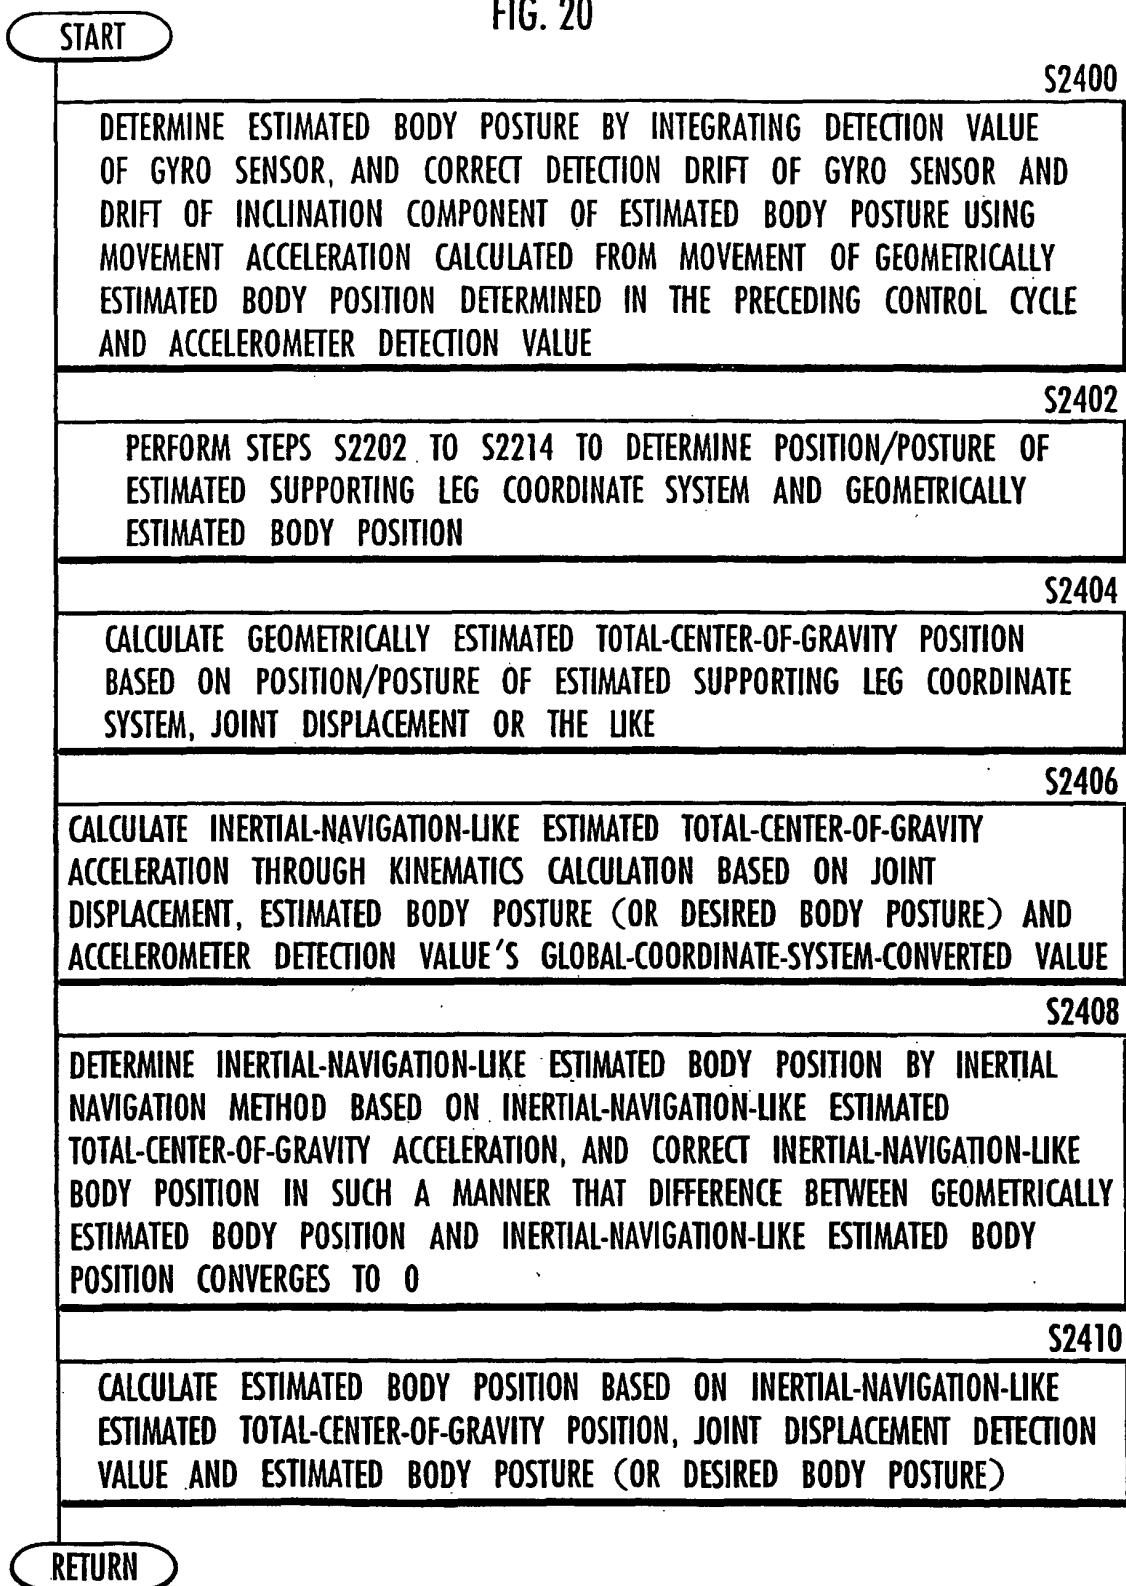 FIG. 20
START
S2400
DETERMINE ESTIMATED BODY POSTURE BY INTEGRATING DETECTION VALUE
OF GYRO SENSOR, AND CORRECT DETECTION DRIFT OF GYRO SENSOR AND
DRIFT OF INCLINATION COMPONENT OF ESTIMATED BODY POSTURE USING
MOVEMENT ACCELERATION CALCULATED FROM MOVEMENT OF GEOMETRICALLY
ESTIMATED BODY POSITION DETERMINED IN THE PRECEDING CONTROL CYCLE
AND ACCELEROMETER DETECTION VALUE
S2402
PERFORM STEPS S2202 TO S2214 TO DETERMINE POSITION/POSTURE OF
ESTIMATED SUPPORTING LEG COORDINATE SYSTEM AND GEOMETRICALLY
ESTIMATED BODY POSITION
S2404
CALCULATE GEOMETRICALLY ESTIMATED TOTAL-CENTER-OF-GRAVITY POSITION
BASED ON POSITION/POSTURE OF ESTIMATED SUPPORTING LEG COORDINATE
SYSTEM, JOINT DISPLACEMENT OR THE LIKE
S2406
CALCULATE INERTIAL-NAVIGATION-LIKE ESTIMATED TOTAL-CENTER-OF-GRAVITY
ACCELERATION THROUGH KINEMATICS CALCULATION BASED ON JOINT
DISPLACEMENT, ESTIMATED BODY POSTURE (OR DESIRED BODY POSTURE) AND
ACCELEROMETER DETECTION VALUE'S GLOBAL-COORDINATE-SYSTEM-CONVERTED VALUE
S2408
DETERMINE INERTIAL-NAVIGATION-LIKE ESTIMATED BODY POSITION BY INERTIAL
NAVIGATION METHOD BASED ON INERTIAL-NAVIGATION-LIKE ESTIMATED
TOTAL-CENTER-OF-GRAVITY ACCELERATION, AND CORRECT INERTIAL-NAVIGATION-LIKE
BODY POSITION IN SUCH A MANNER THAT DIFFERENCE BETWEEN GEOMETRICALLY
ESTIMATED BODY POSITION AND INERTIAL-NAVIGATION-LIKE ESTIMATED BODY
POSITION CONVERGES TO 0
S2410
CALCULATE ESTIMATED BODY POSITION BASED ON INERTIAL-NAVIGATION-LIKE
ESTIMATED TOTAL-CENTER-OF-GRAVITY POSITION, JOINT DISPLACEMENT DETECTION
VALUE AND ESTIMATED BODY POSTURE (OR DESIRED BODY POSTURE)
RETURN